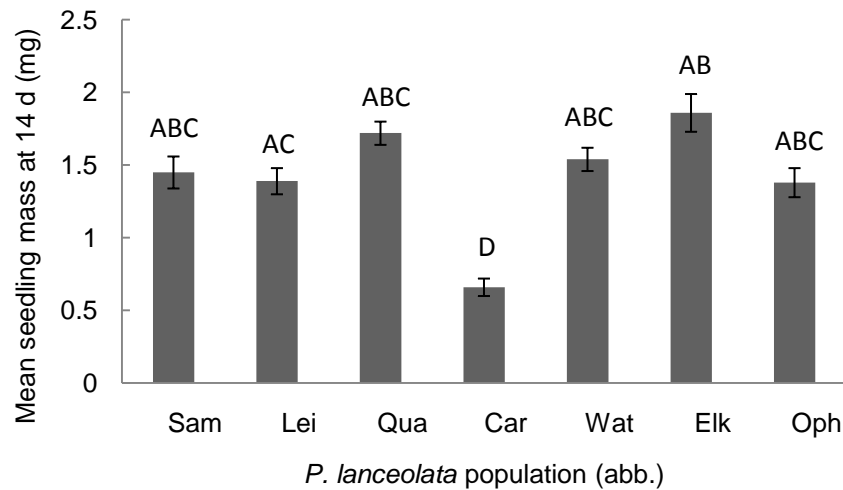 Mean seedling mass at 14 d (mg)
2.5
2
1.5
1
0.5
0
ABC
AC
ABC
D
ABC
AB
ABC
Sam Lei Qua Car Wat Elk Oph
P. lanceolata population (abb.)